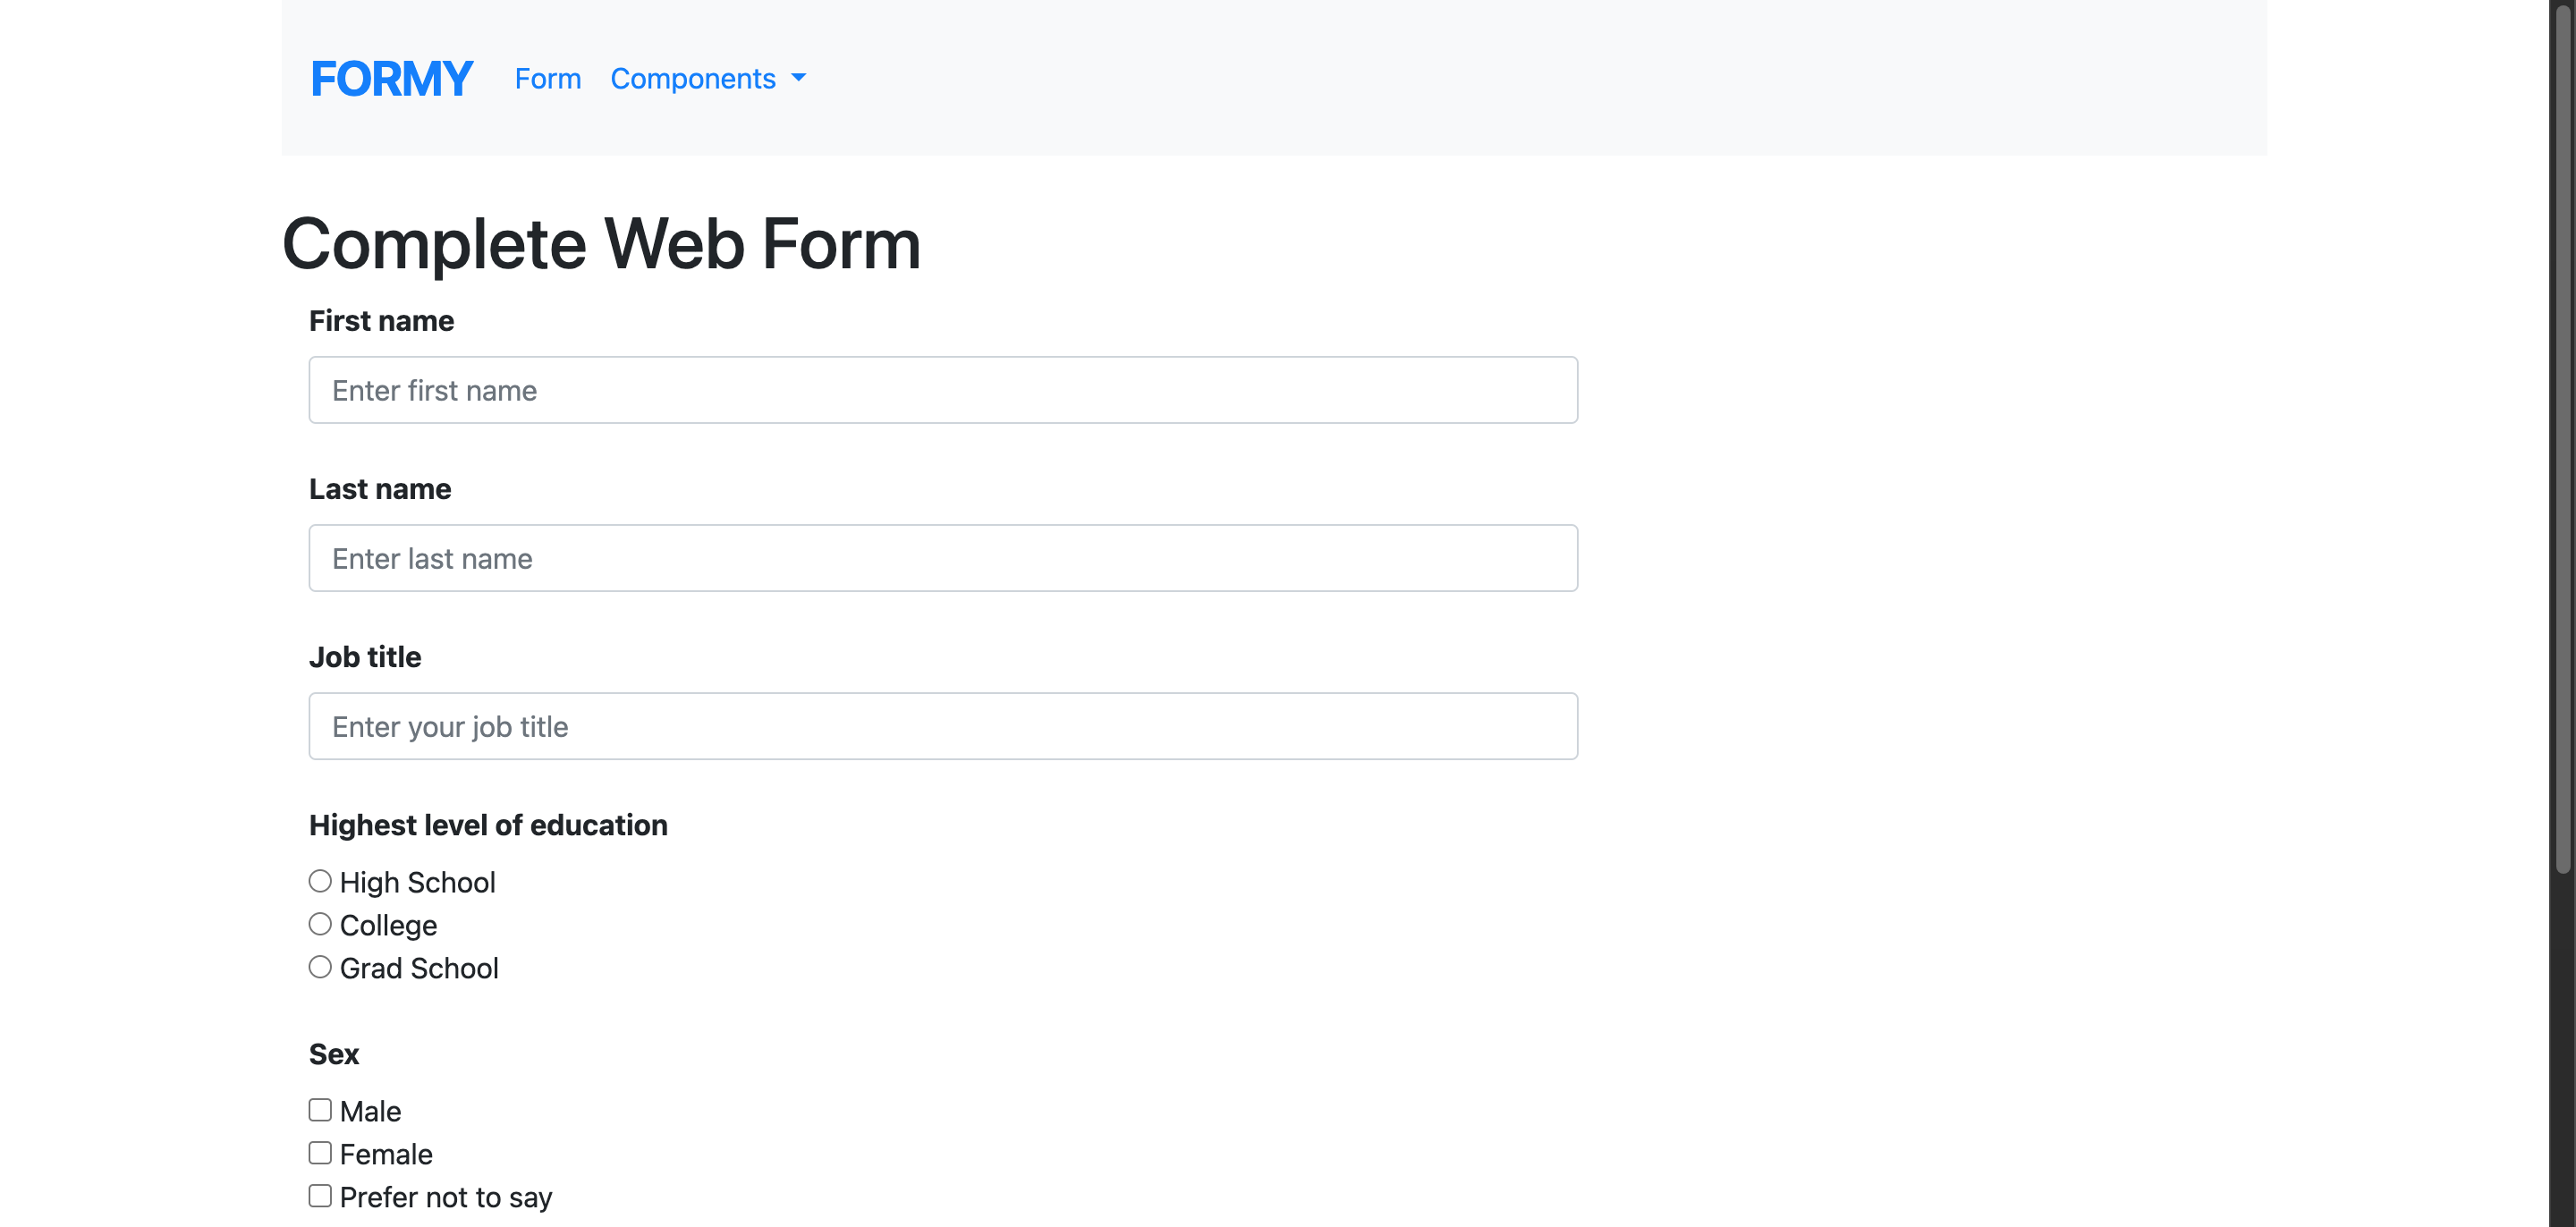 FORMY Form Components
Complete Web Form
First name
Enter first name
Last name
Enter last name
Job title
Enter your job title
Highest level of education
High School
College
Grad School
Sex
Male
Female
Prefer not to say